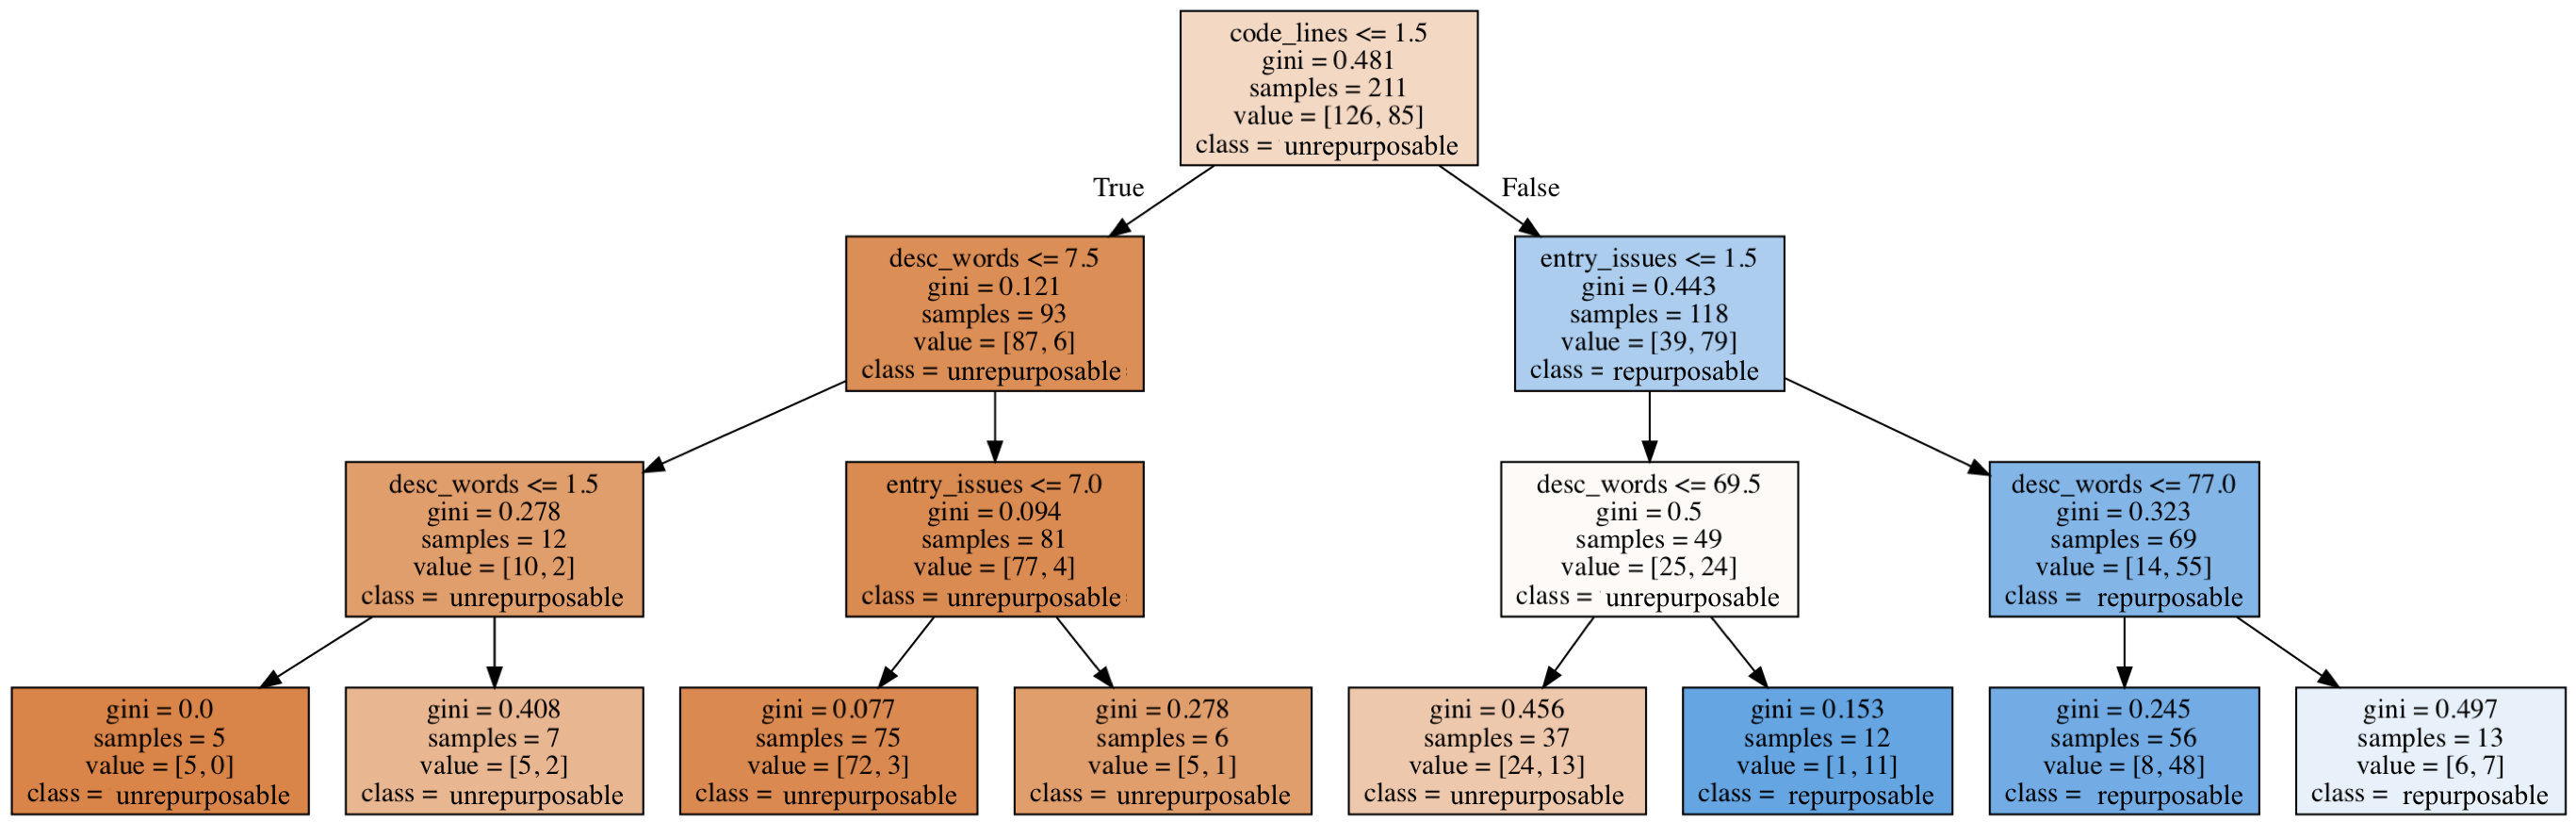 code_lines <= 1.5
gini = 0.481
samples = 211
value = [126, 85]
class = unrepurposable
True
False
desc_words <= 7.5
gini = 0.121
samples = 93
value = [87, 6]
class = unrepurposable
entry_issues <= 1.5
gini = 0.443
samples = 118
value = [39, 79]
class = repurposable
desc_words <= 1.5
gini = 0.278
samples = 12
value = [10, 2]
class = unrepurposable
entry_issues <= 7.0
gini = 0.094
samples = 81
value = [77, 4]
class = unrepurposable
desc_words <= 69.5
gini = 0.5
samples = 49
value = [25, 24]
class = unrepurposable
desc_words <= 77.0
gini = 0.323
samples = 69
value = [14, 55]
class = repurposable
gini = 0.0
samples = 5
value = [5, 0]
class = unrepurposable
gini = 0.408
samples = 7
value = [5, 2]
class = unrepurposable
gini = 0.077
samples = 75
value = [72, 3]
class = unrepurposable
gini = 0.278
samples = 6
value = [5, 1]
class = unrepurposable
gini = 0.456
samples = 37
value = [24, 13]
class = unrepurposable
gini = 0.153
samples = 12
value = [1, 11]
class = repurposable
gini = 0.245
samples = 56
value = [8, 48]
class = repurposable
gini = 0.497
samples = 13
value = [6, 7]
class = repurposable